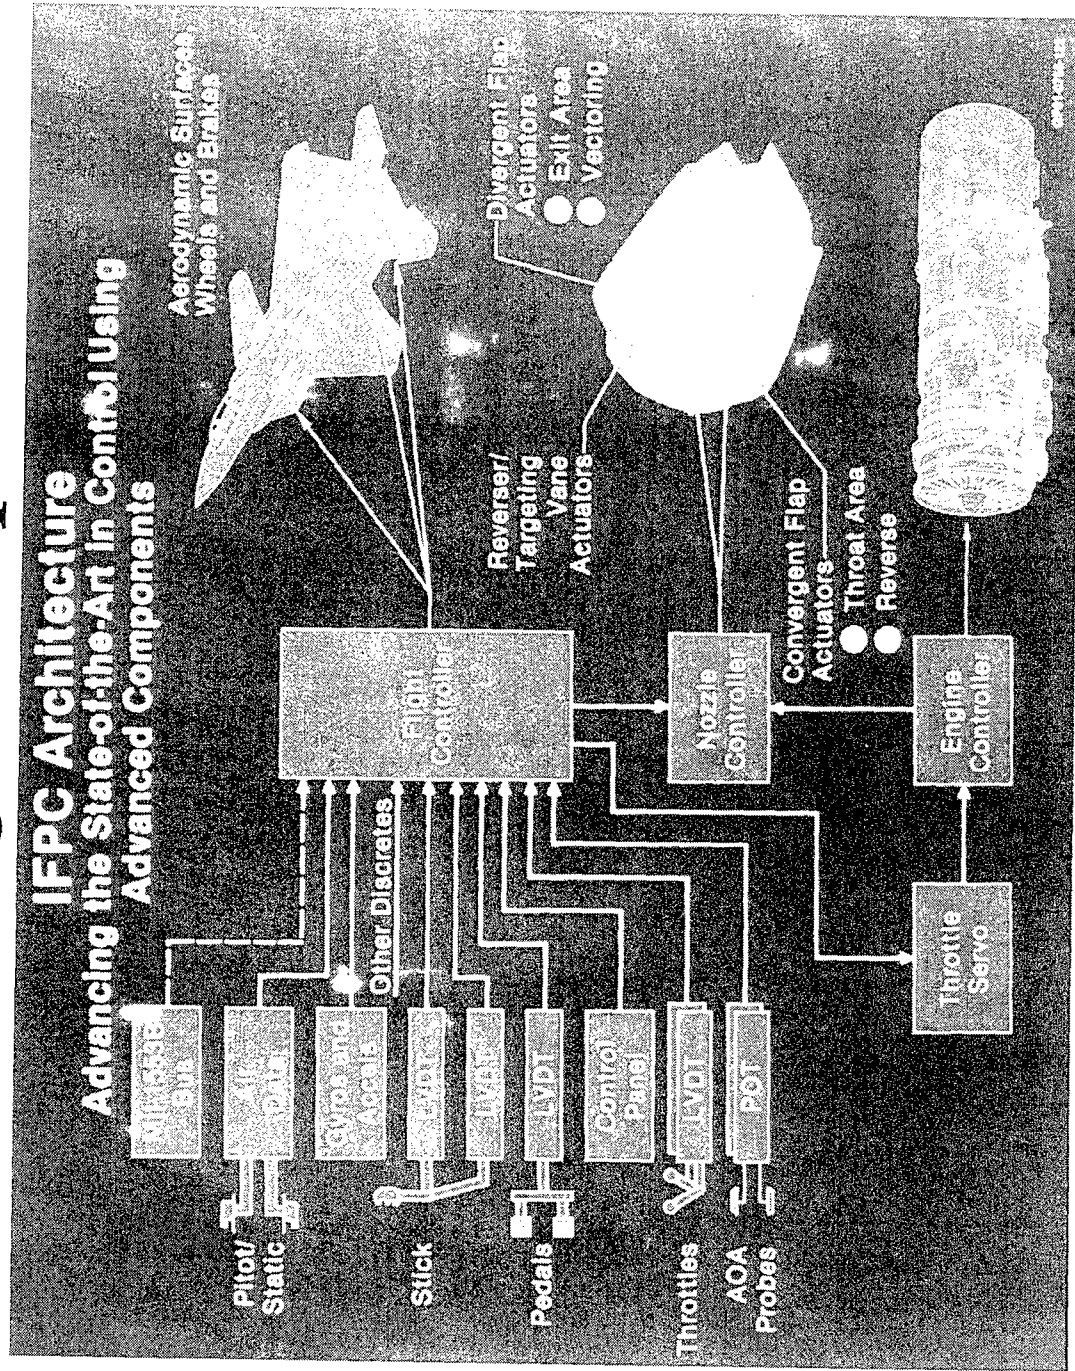 IFPC Architecture
Advancing the State-of-the-Art in Control Using
Advanced Components
Aerodynamic Surfaces
Wheels and Brakes
Divergent Flap
Actuators
Exit Area
Vectoring
Reverser/
Targeting
Vane
Actuators
Convergent Flap
Actuators
Throat Area
Reverse
Flight
Controller
Nozzle
Controller
Engine
Controller
Throttle
Servo
Other Discretes
Bus
Air
Data
Gyros and
Accels
LVDT
LVDT
LVDT
Control
Panel
LVDT
POT
Pitot/
Static
Stick
Pedals
Throttles
AOA
Probes